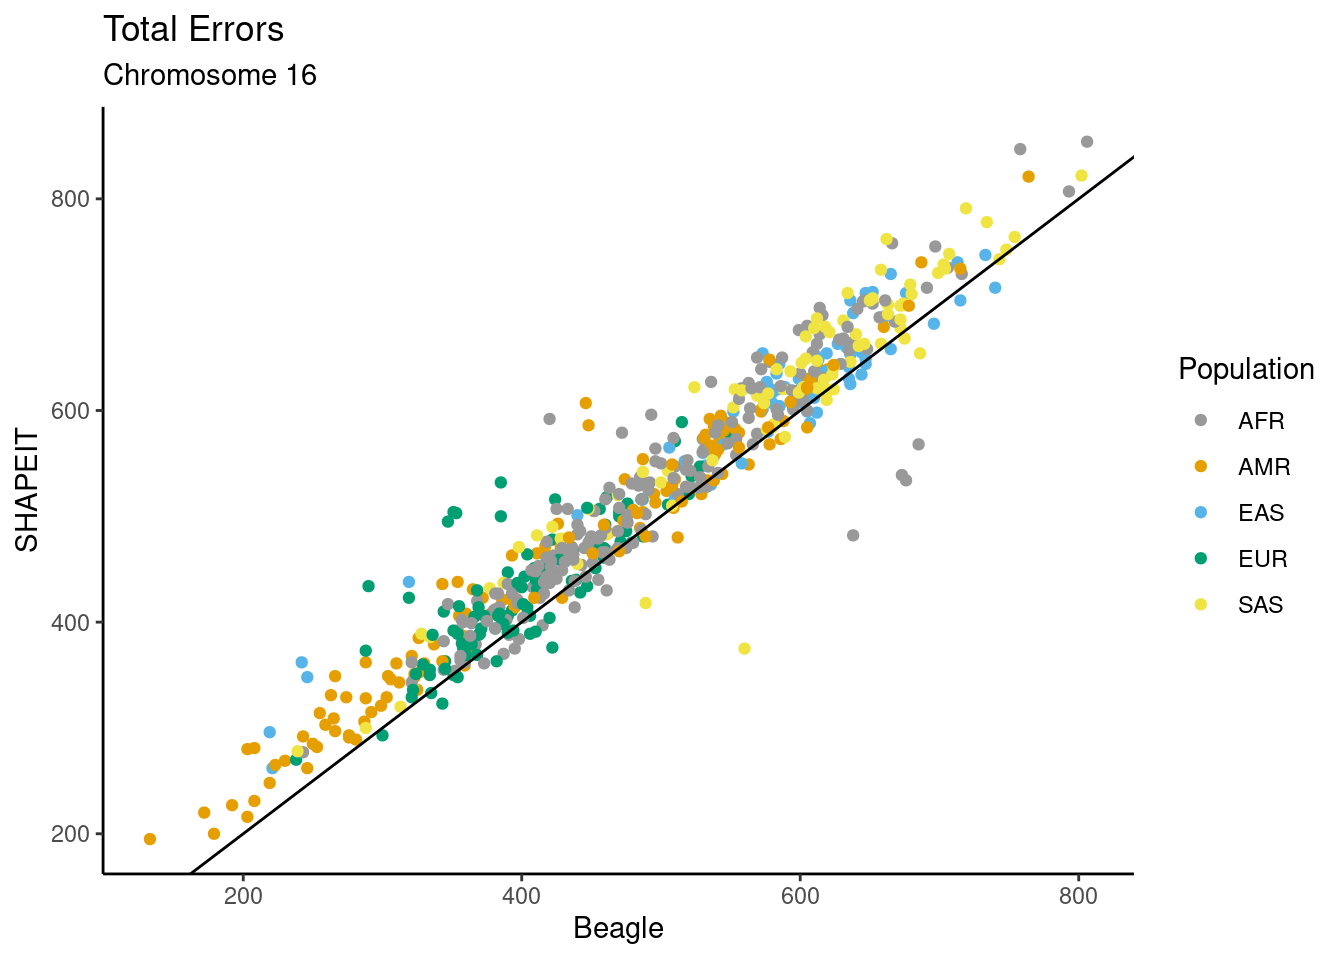 Total Errors
Chromosome 16
SHAPEIT
800
600
400
200
200 400 600 800
Beagle
Population
AFR
AMR
EAS
EUR
SAS